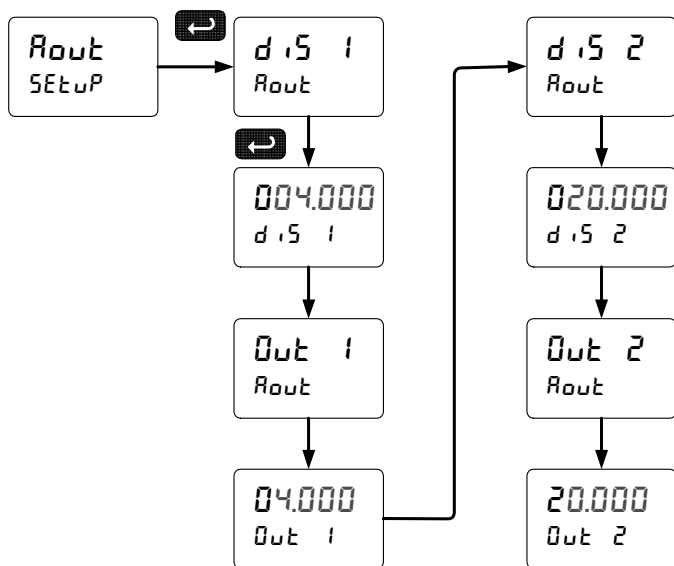 Aout
SEtuP
diS 1
Aout
004.000
diS 1
Out 1
Aout
04.000
Out 1
diS 2
Aout
020.000
diS 2
Out 2
Aout
20.000
Out 2